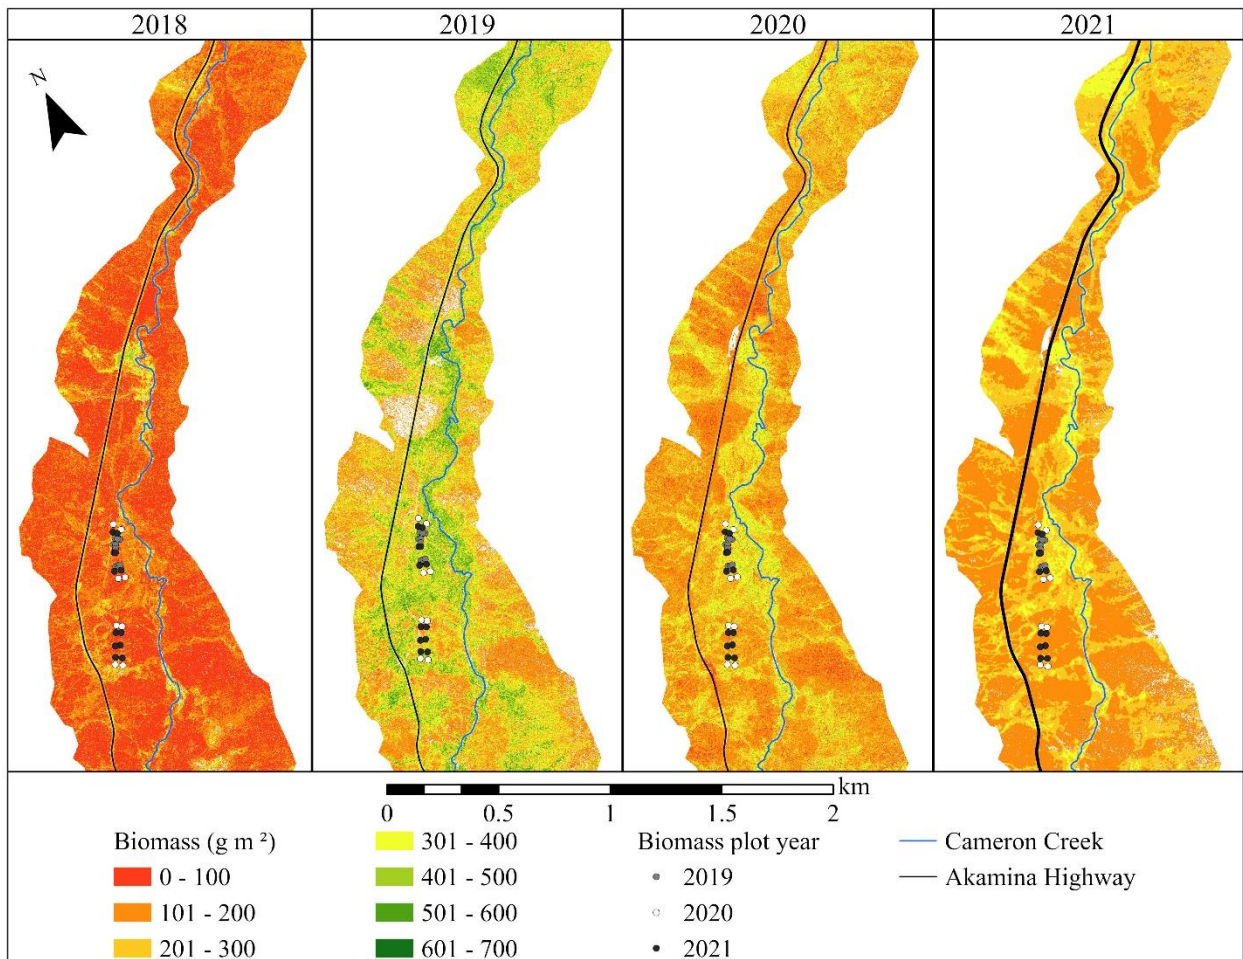 2018 2019 2020 2021
N
km
0 0.5 1 1.5 2
Biomass (g m ²)
0 - 100
101 - 200
201 - 300
301 - 400
401 - 500
501 - 600
601 - 700
Biomass plot year
2019
2020
2021
Cameron Creek
Akamina Highway